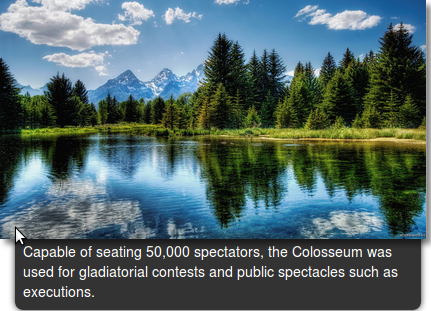 Capable of seating 50,000 spectators, the Colosseum was
used for gladiatorial contests and public spectacles such as
executions.